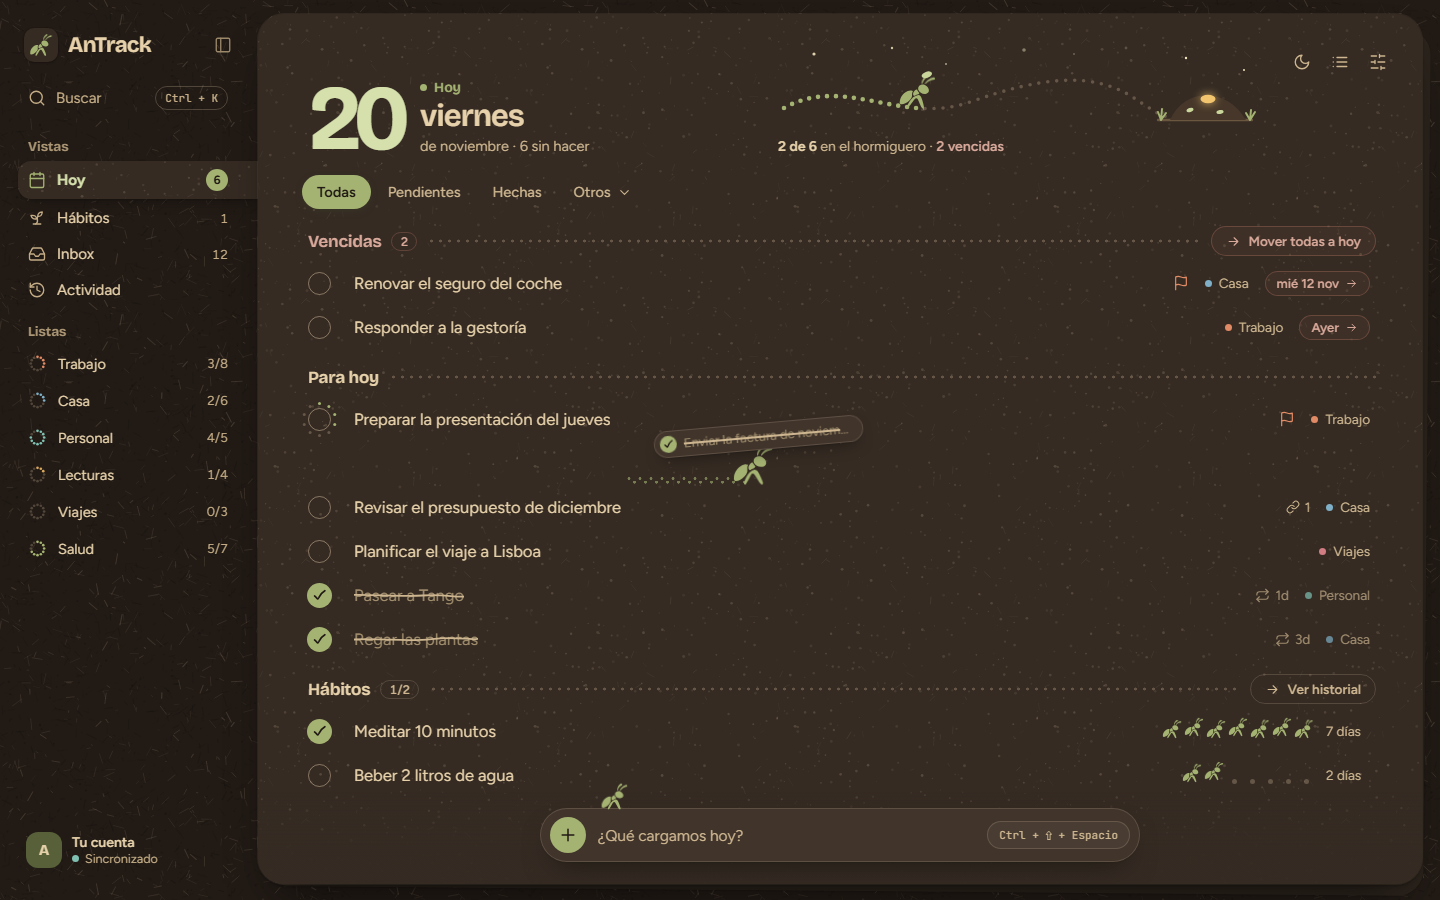 AnTrack
Buscar
Ctrl + K
Vistas
Hoy 6
Hábitos 1
Inbox 12
Actividad
Listas
Trabajo 3/8
Casa 2/6
Personal 4/5
Lecturas 1/4
Viajes 0/3
Salud 5/7
A
Tu cuenta
Sincronizado
20
Hoy
viernes
de noviembre · 6 sin hacer
2 de 6 en el hormiguero · 2 vencidas
Todas Pendientes Hechas Otros
Vencidas 2 → Mover todas a hoy
Renovar el seguro del coche Casa mié 12 nov →
Responder a la gestoría Trabajo Ayer →
Para hoy
Preparar la presentación del jueves Trabajo
Enviar la factura de noviem...
Revisar el presupuesto de diciembre 1 Casa
Planificar el viaje a Lisboa Viajes
Pasear a Tango 1d Personal
Regar las plantas 3d Casa
Hábitos 1/2 → Ver historial
Meditar 10 minutos 7 días
Beber 2 litros de agua 2 días
¿Qué cargamos hoy? Ctrl + ⇧ + Espacio